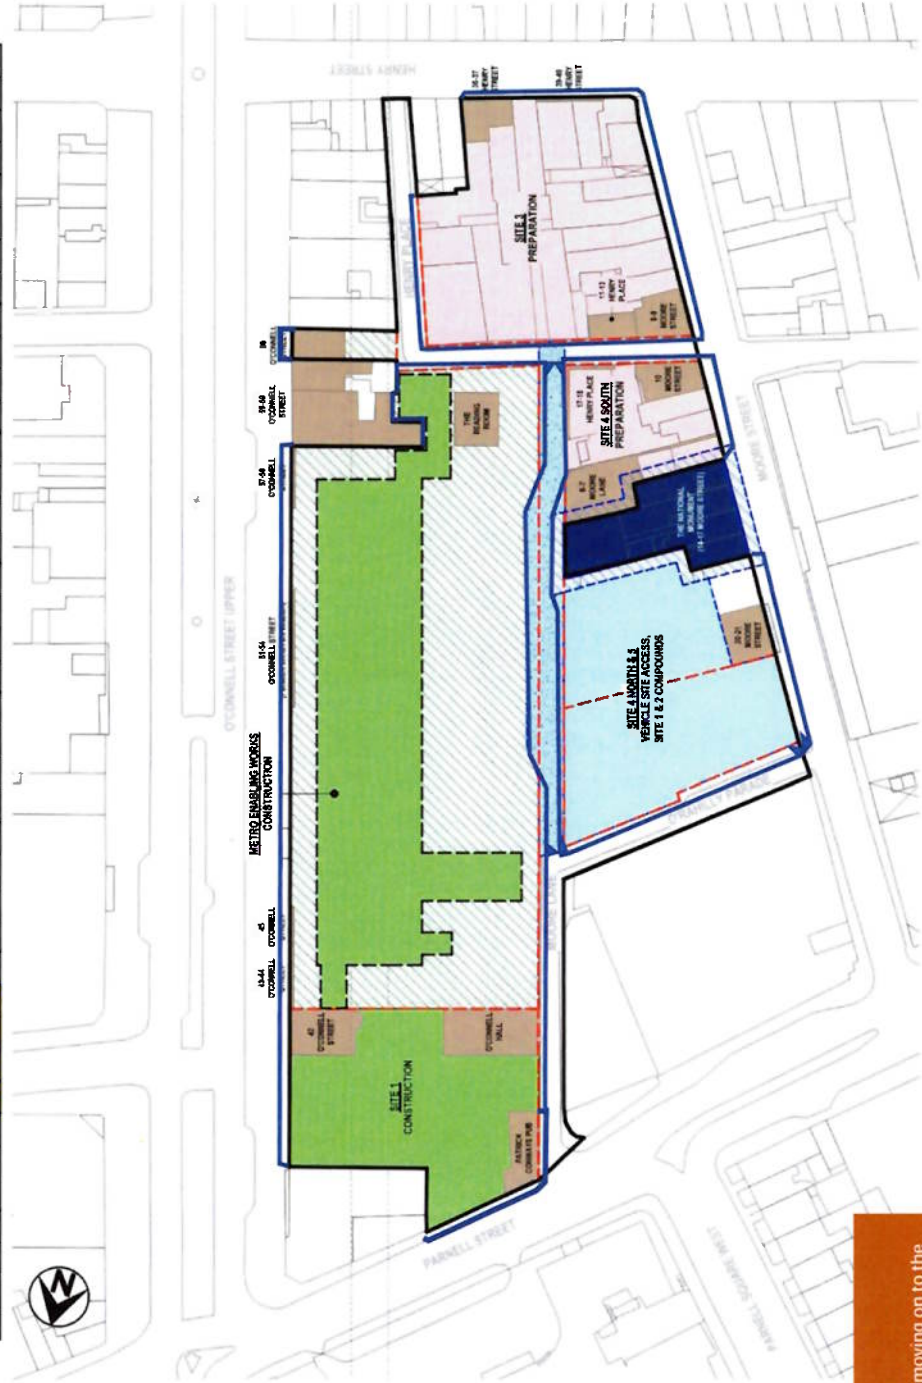 HENRY STREET
36-37
HENRY
STREET
39-40
HENRY
STREET
HENRY PLACE
SITE 3
PREPARATION
11-13
HENRY
PLACE
8-9
MOORE
STREET
O'CONNELL
STREET
O'CONNELL
STREET
57-58
O'CONNELL
STREET
THE
READING
ROOM
17-18
HENRY PLACE
SITE 4 SOUTH
PREPARATION
10
MOORE
STREET
6-7
MOORE
LANE
THE NATIONAL
MONUMENT
(14-17 MOORE STREET)
MOORE STREET
O'CONNELL STREET UPPER
51-54
O'CONNELL STREET
20-21
MOORE
STREET
SITE 4 NORTH & 5
VEHICLE SITE ACCESS,
SITE 1 & 2 COMPOUNDS
METRO ENABLING WORKS
CONSTRUCTION
O'RAHILLY PARADE
MOORE LANE
45
O'CONNELL
STREET
43-44
O'CONNELL
STREET
42
O'CONNELL
STREET
O'CONNELL
HALL
SITE 1
CONSTRUCTION
PATRICK
CONWAYS PUB
PARNELL STREET
PARNELL SQUARE WEST
N
moving on to the